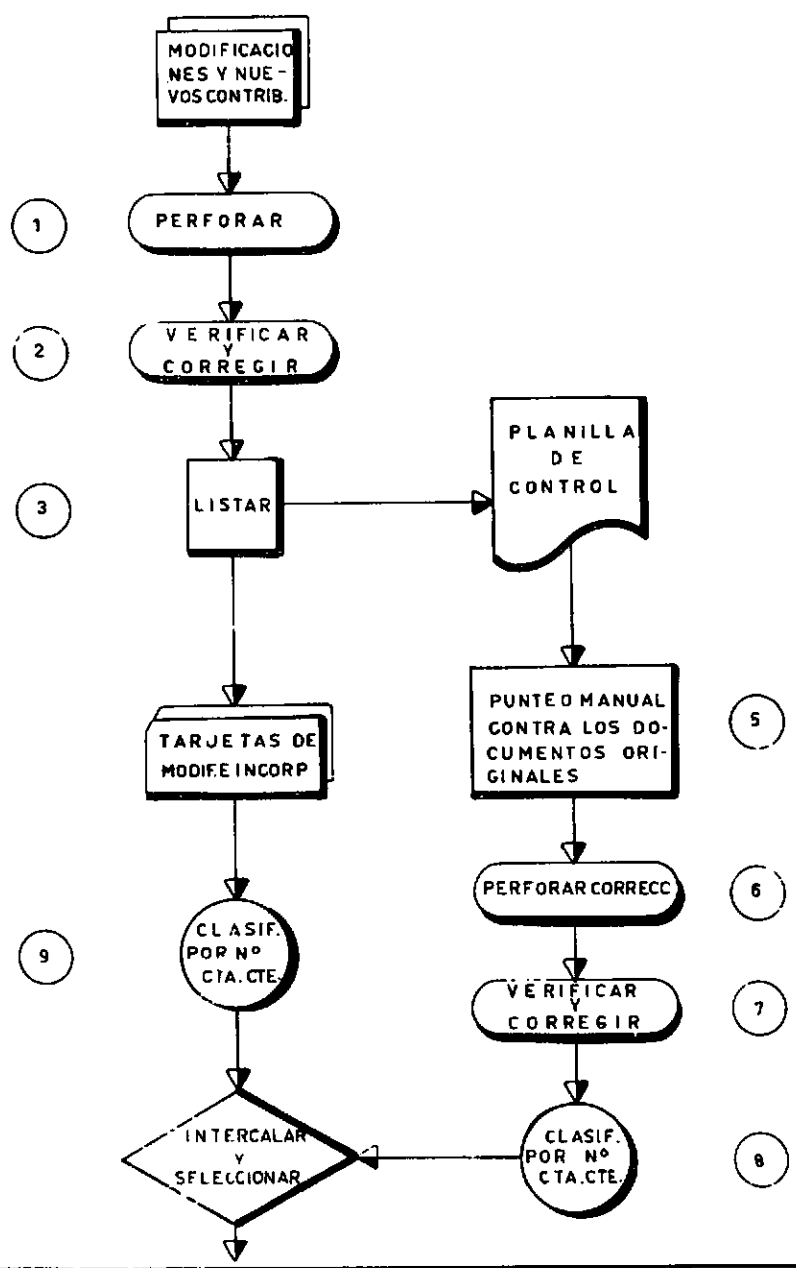 MODIFICACIO
NES Y NUE-
VOS CONTRIB.
1
PERFORAR
2
VERIFICAR
Y
CORREGIR
3
LISTAR
PLANILLA
DE
CONTROL
TARJETAS DE
MODIF.E INCORP
PUNTEO MANUAL
CONTRA LOS DO-
CUMENTOS ORI-
GINALES
5
PERFORAR CORRECC
6
9
CLASIF.
POR Nº
CTA.CTE.
VERIFICAR
Y
CORREGIR
7
INTERCALAR
Y
SELECCIONAR
CLASIF.
POR Nº
CTA.CTE.
8